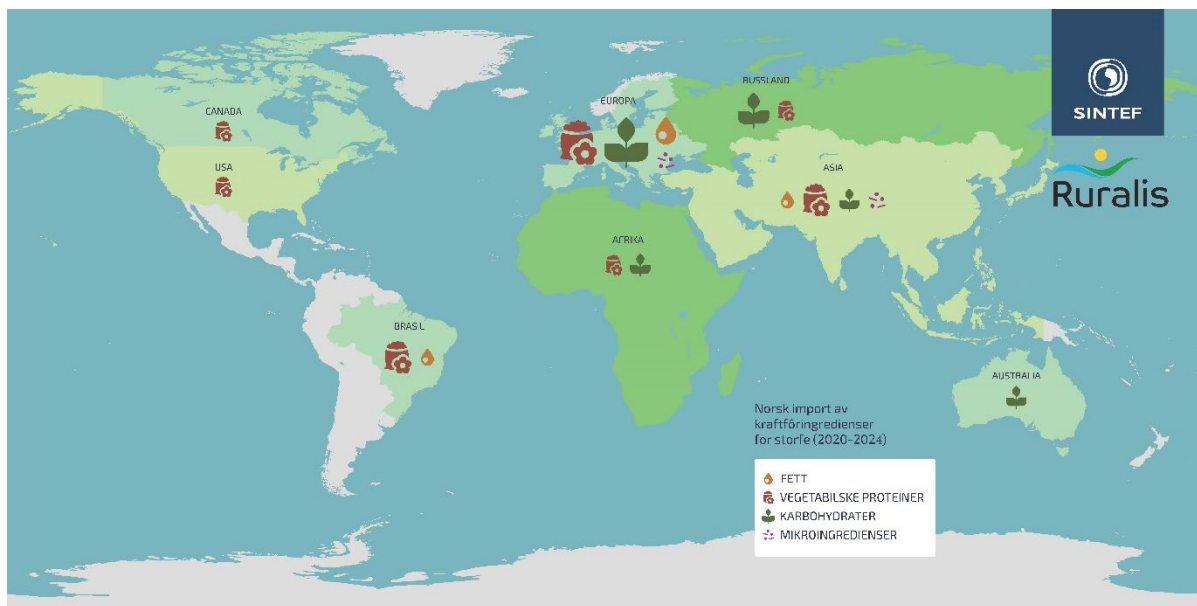 CANADA
USA
BRASIL
EUROPA
RUSSLAND
ASIA
AFRIKA
AUSTRALIA
SINTEF
Ruralis
Norsk import av
kraftfôringredienser
for storfe (2020-2024)
FETT
VEGETABILSKE PROTEINER
KARBOHYDRATER
MIKROINGREDIENSER